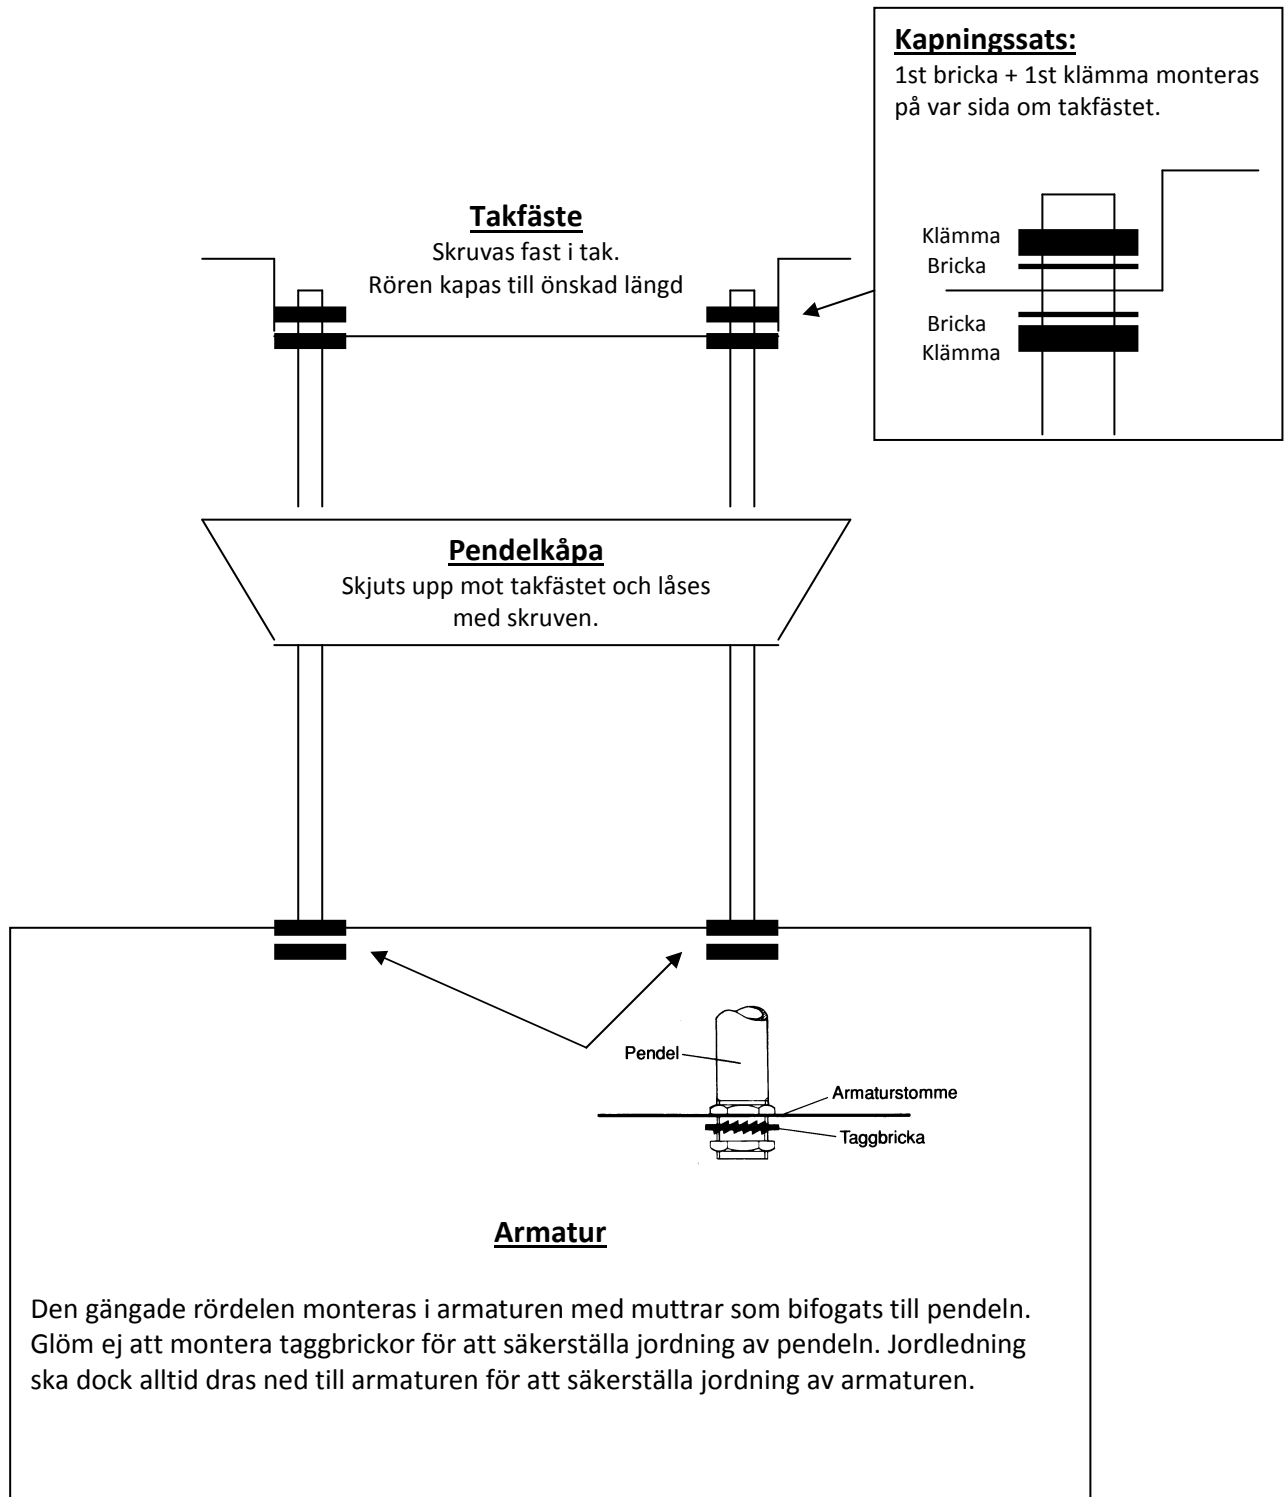 Kapningssats:
1st bricka + 1st klämma monteras
på var sida om takfästet.
Klämma
Bricka
Bricka
Klämma
Takfäste
Skruvas fast i tak.
Rören kapas till önskad längd
Pendelkåpa
Skjuts upp mot takfästet och låses
med skruven.
Pendel
Armaturstomme
Taggbricka
Armatur
Den gängade rördelen monteras i armaturen med muttrar som bifogats till pendeln.
Glöm ej att montera taggbrickor för att säkerställa jordning av pendeln. Jordledning
ska dock alltid dras ned till armaturen för att säkerställa jordning av armaturen.